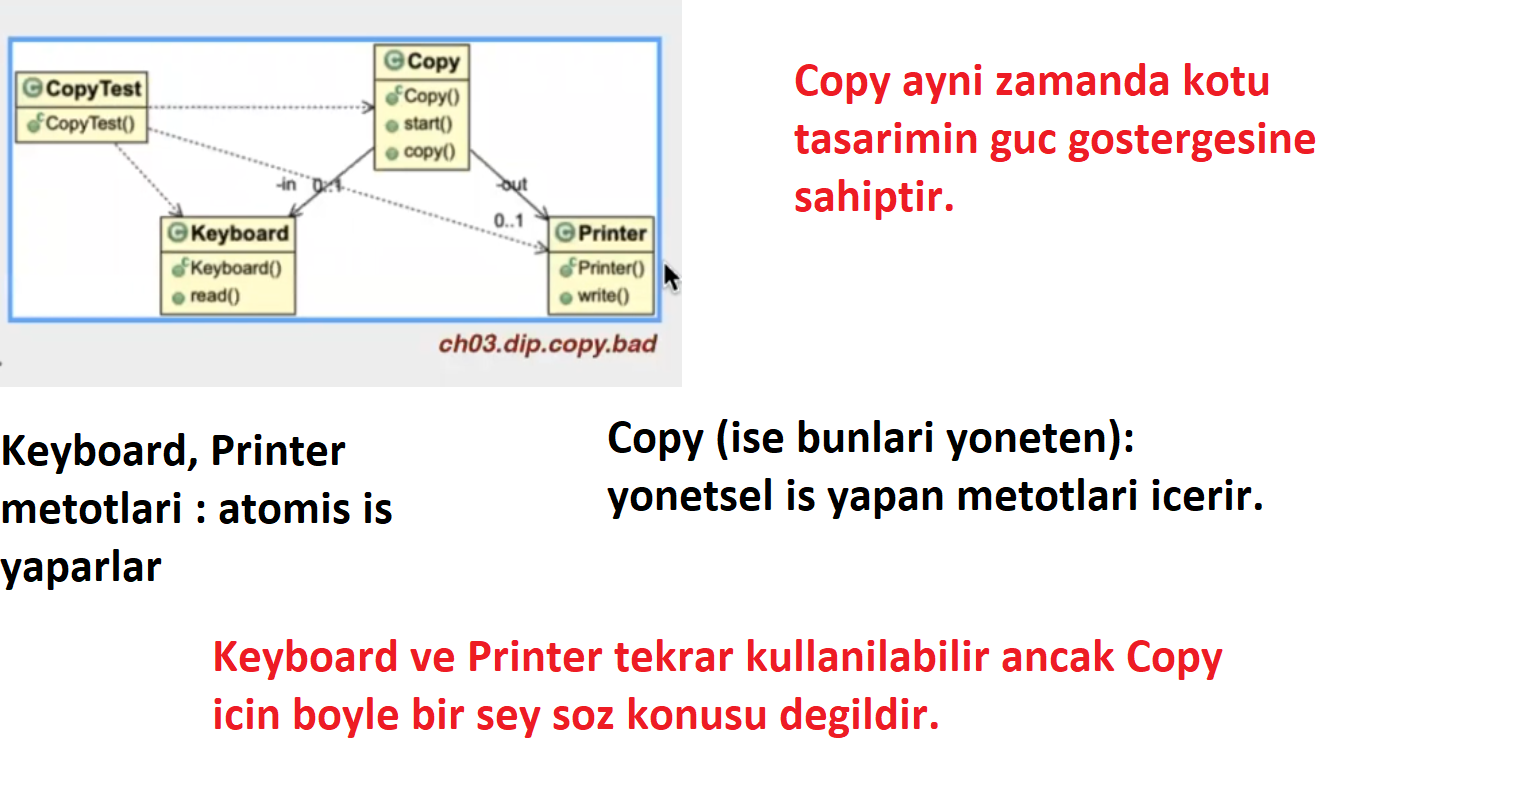 Copy
CopyTest
Copy()
CopyTest()
start()
copy()
-in 0..1
-out
0..1
Keyboard
Printer
Keyboard()
Printer()
read()
write()
ch03.dip.copy.bad
Copy ayni zamanda kotu
tasarimin guc gostergesine
sahiptir.
Keyboard, Printer
metotlari : atomis is
yaparlar
Copy (ise bunlari yoneten):
yonetsel is yapan metotlari icerir.
Keyboard ve Printer tekrar kullanilabilir ancak Copy
icin boyle bir sey soz konusu degildir.